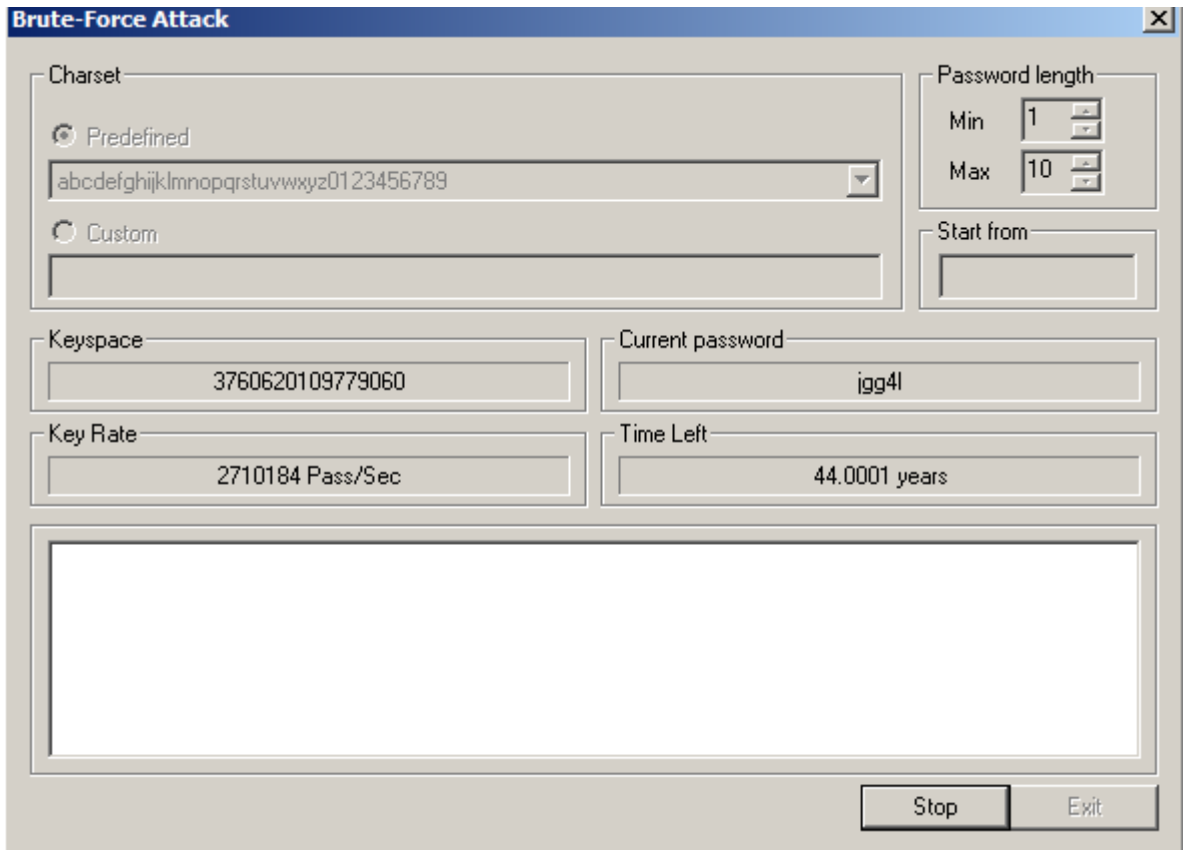 Brute-Force Attack
Charset
Predefined
abcdefghijklmnopqrstuvwxyz0123456789
Custom
Password length
Min 1
Max 10
Start from
Keyspace
3760620109779060
Current password
jgg4l
Key Rate
2710184 Pass/Sec
Time Left
44.0001 years
Stop
Exit